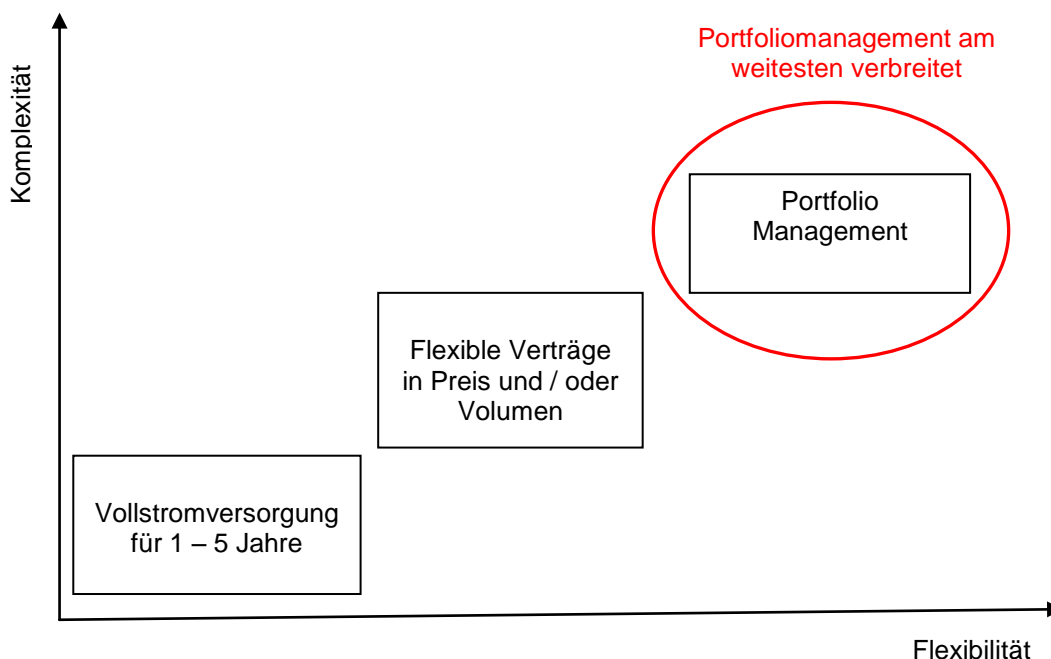 Portfoliomanagement am
weitesten verbreitet
Komplexität
Portfolio
Management
Flexible Verträge
in Preis und / oder
Volumen
Vollstromversorgung
für 1 – 5 Jahre
Flexibilität